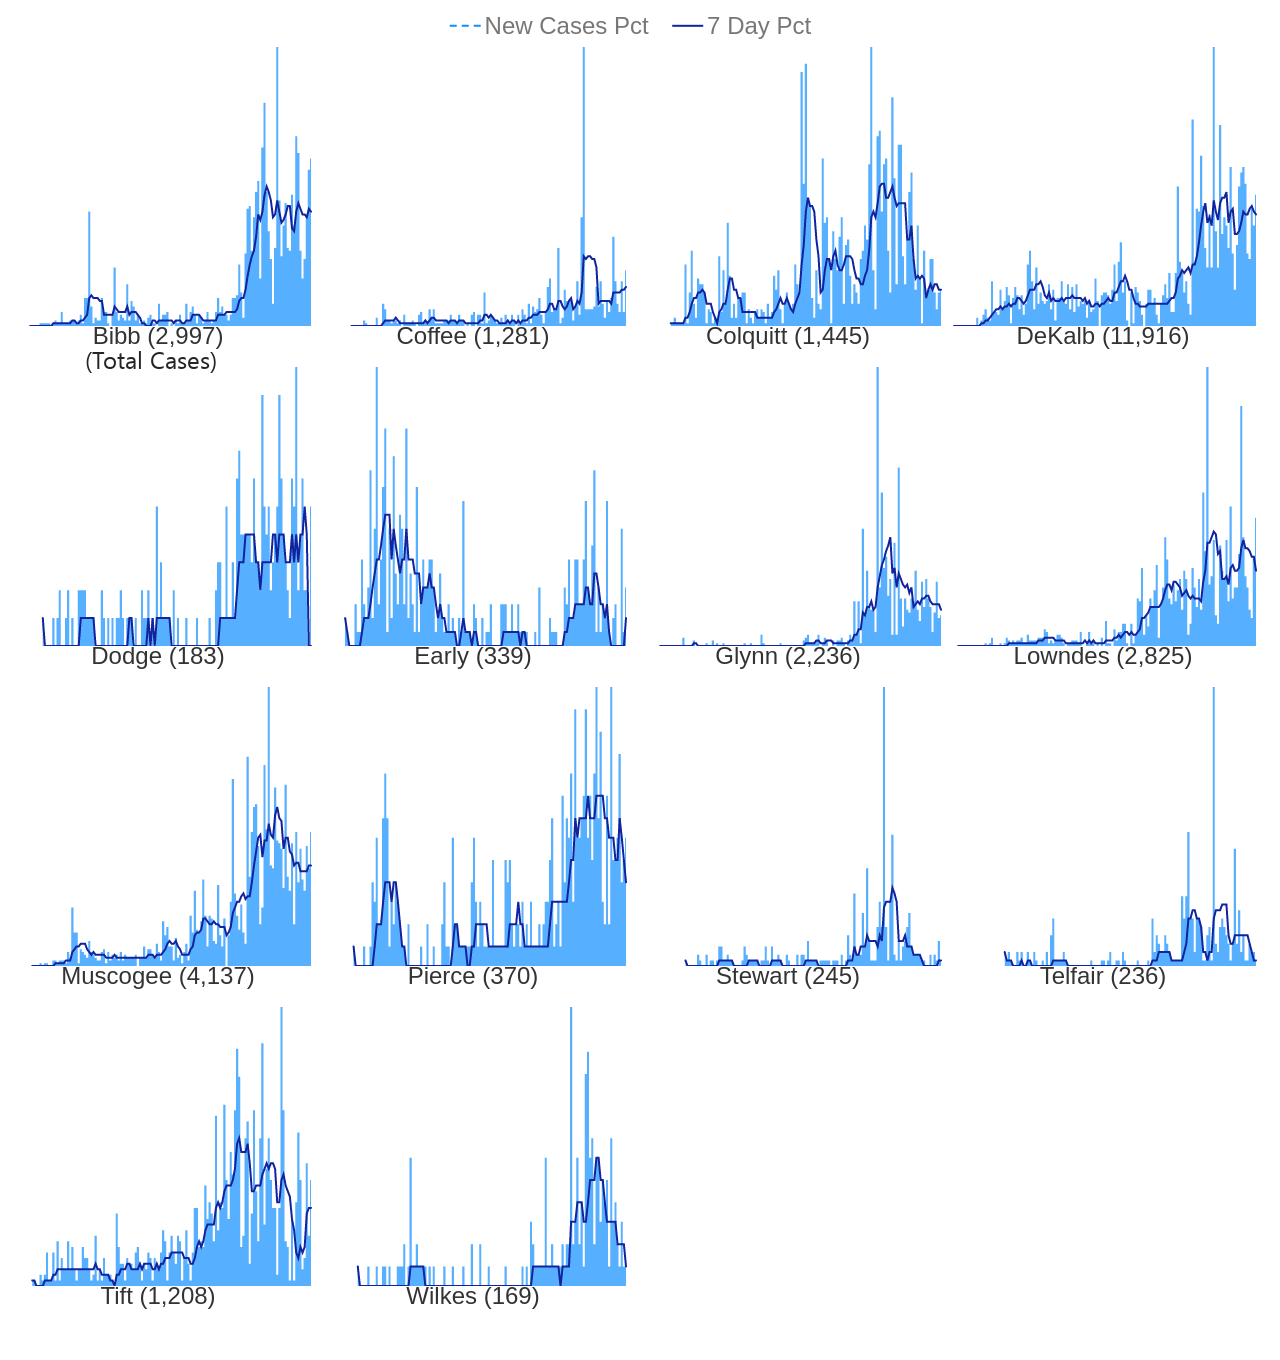 New Cases Pct 7 Day Pct
Bibb (2,997) Coffee (1,281) Colquitt (1,445) DeKalb (11,916)
(Total Cases)
Dodge (183) Early (339) Glynn (2,236) Lowndes (2,825)
Muscogee (4,137) Pierce (370) Stewart (245) Telfair (236)
Tift (1,208) Wilkes (169)